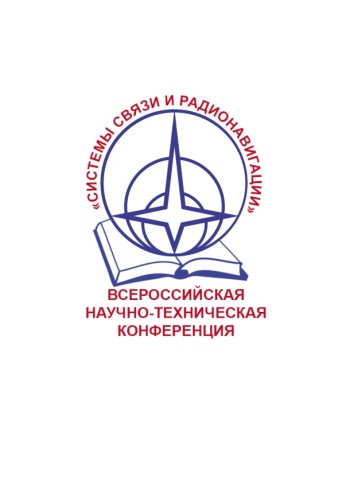 «СИСТЕМЫ СВЯЗИ И РАДИОНАВИГАЦИИ»
ВСЕРОССИЙСКАЯ
НАУЧНО-ТЕХНИЧЕСКАЯ
КОНФЕРЕНЦИЯ